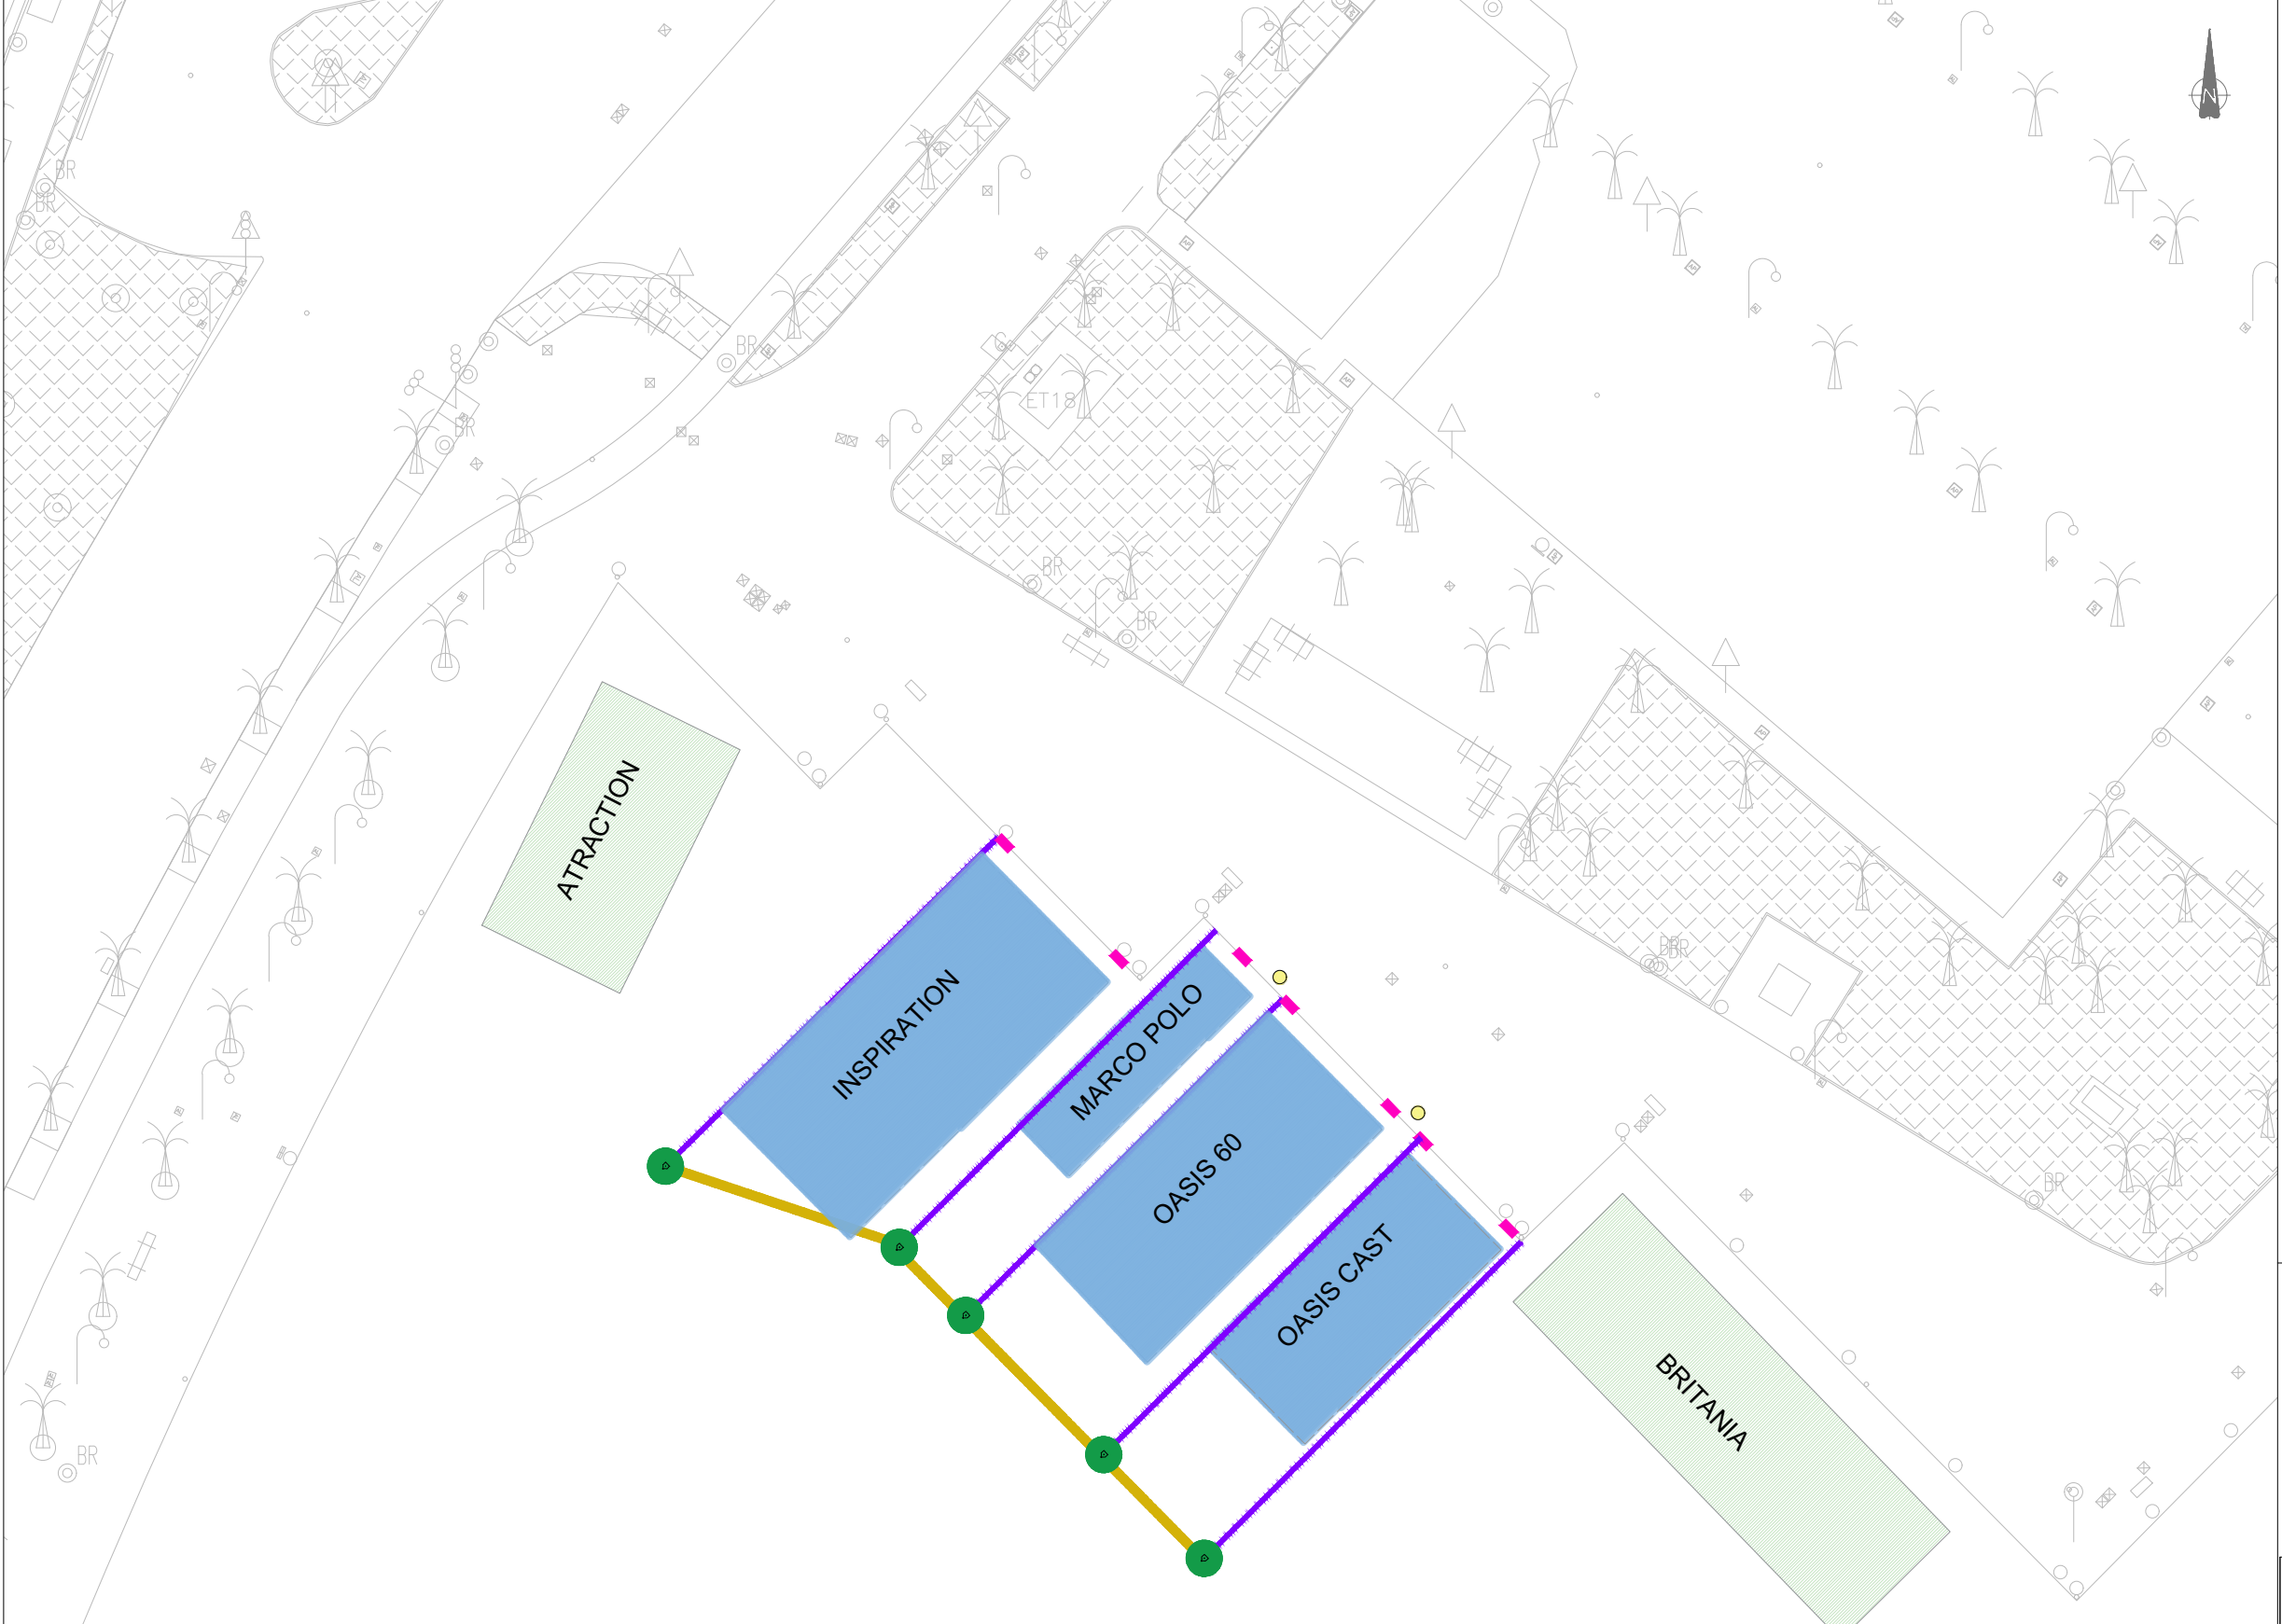 N
BR
BR
BR
ET18
BR
BR
BR
ATRACTION
INSPIRATION
MARCO POLO
OASIS 60
OASIS CAST
BRITANIA
BR
BR
BR